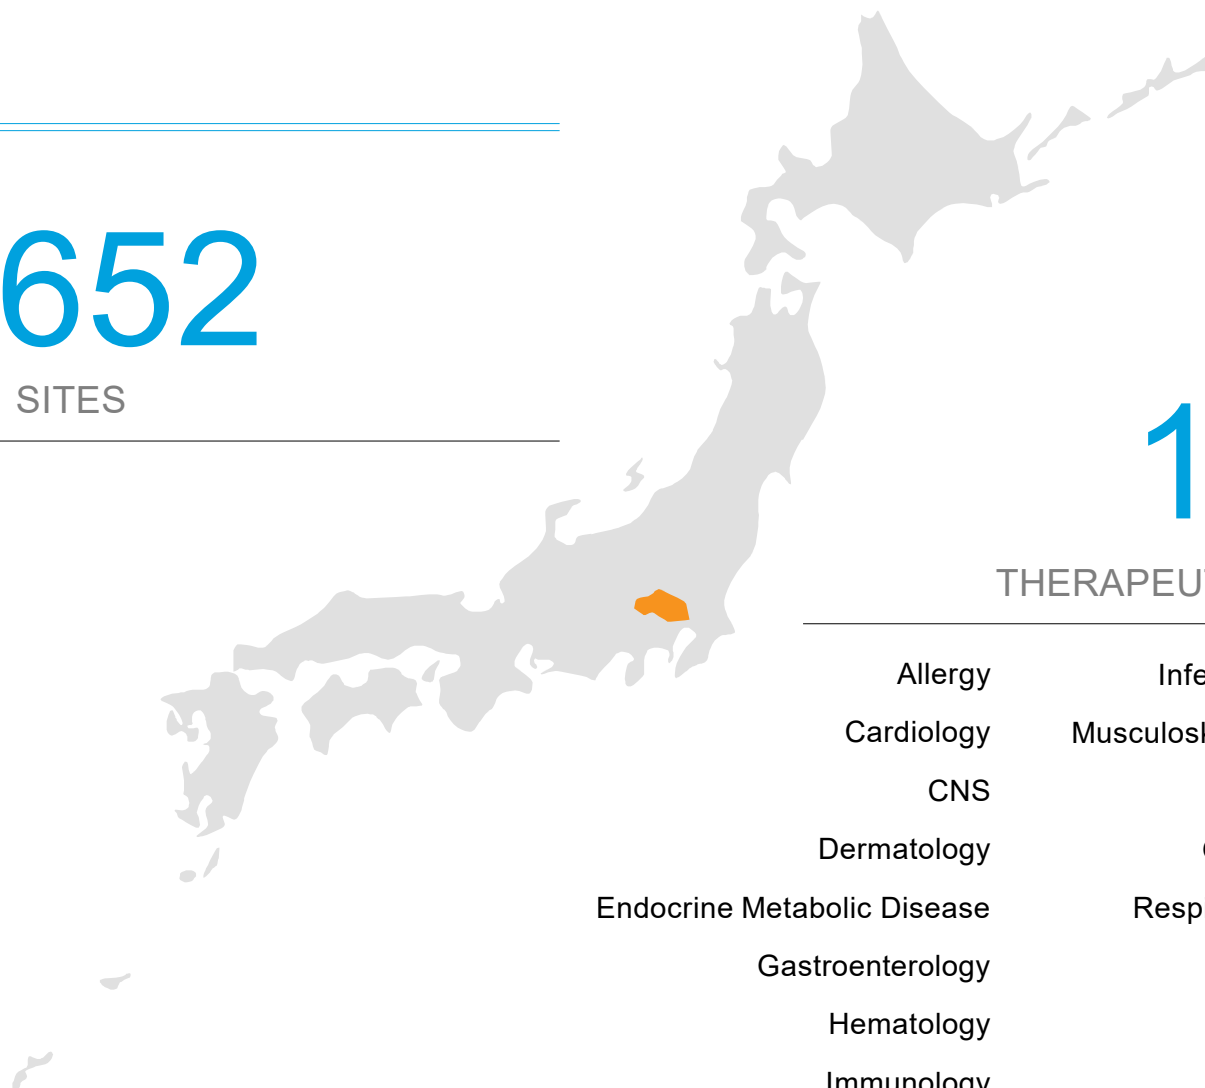 652
SITES
1
THERAPEU
Allergy
Cardiology
CNS
Dermatology
Endocrine Metabolic Disease
Gastroenterology
Hematology
Immunology
Infe
Musculosk
Resp